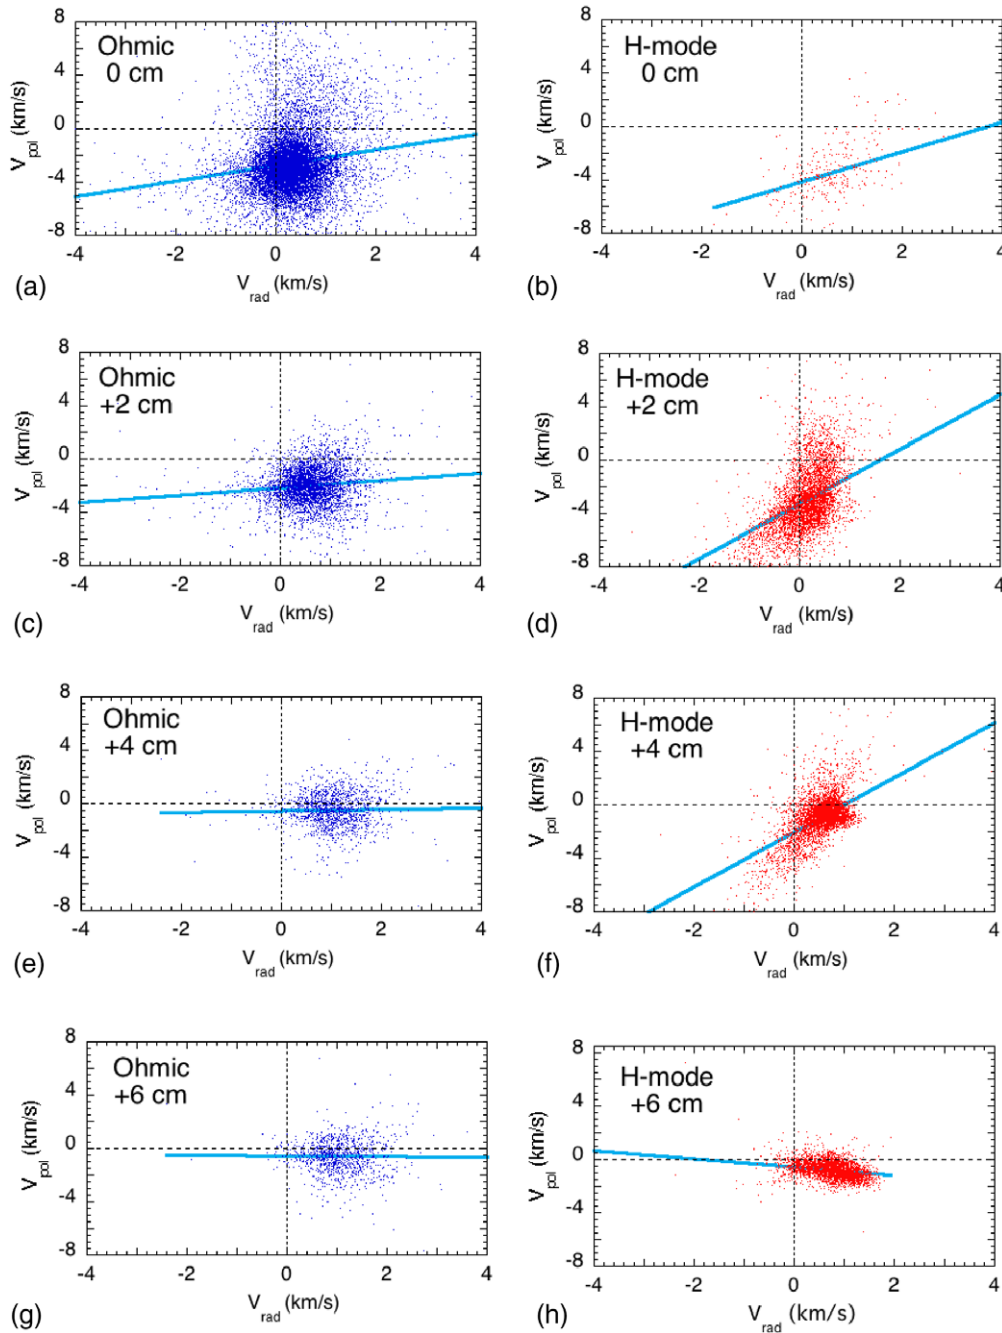 8
Ohmic
0 cm
4
0
-4
-8
V_pol (km/s)
-4
-2
0
2
4
V_rad (km/s)
(a)
8
H-mode
0 cm
4
0
-4
-8
V_pol (km/s)
-4
-2
0
2
4
V_rad (km/s)
(b)
8
Ohmic
+2 cm
4
0
-4
-8
V_pol (km/s)
-4
-2
0
2
4
V_rad (km/s)
(c)
8
H-mode
+2 cm
4
0
-4
-8
V_pol (km/s)
-4
-2
0
2
4
V_rad (km/s)
(d)
8
Ohmic
+4 cm
4
0
-4
-8
V_pol (km/s)
-4
-2
0
2
4
V_rad (km/s)
(e)
8
H-mode
+4 cm
4
0
-4
-8
V_pol (km/s)
-4
-2
0
2
4
V_rad (km/s)
(f)
8
Ohmic
+6 cm
4
0
-4
-8
V_pol (km/s)
-4
-2
0
2
4
V_rad (km/s)
(g)
8
H-mode
+6 cm
4
0
-4
-8
V_pol (km/s)
-4
-2
0
2
4
V_rad (km/s)
(h)